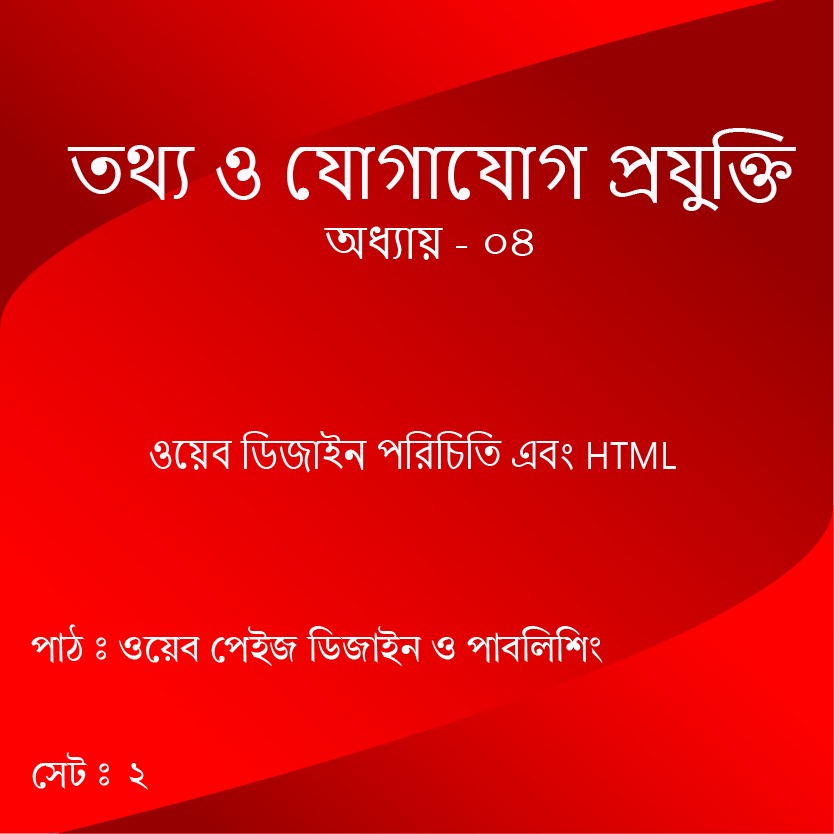 তথ্য ও যোগাযোগ প্রযুক্তি
অধ্যায় - ০৪
ওয়েব ডিজাইন পরিচিতি এবং HTML
পাঠ ঃ ওয়েব পেইজ ডিজাইন ও পাবলিশিং
সেট ঃ ২